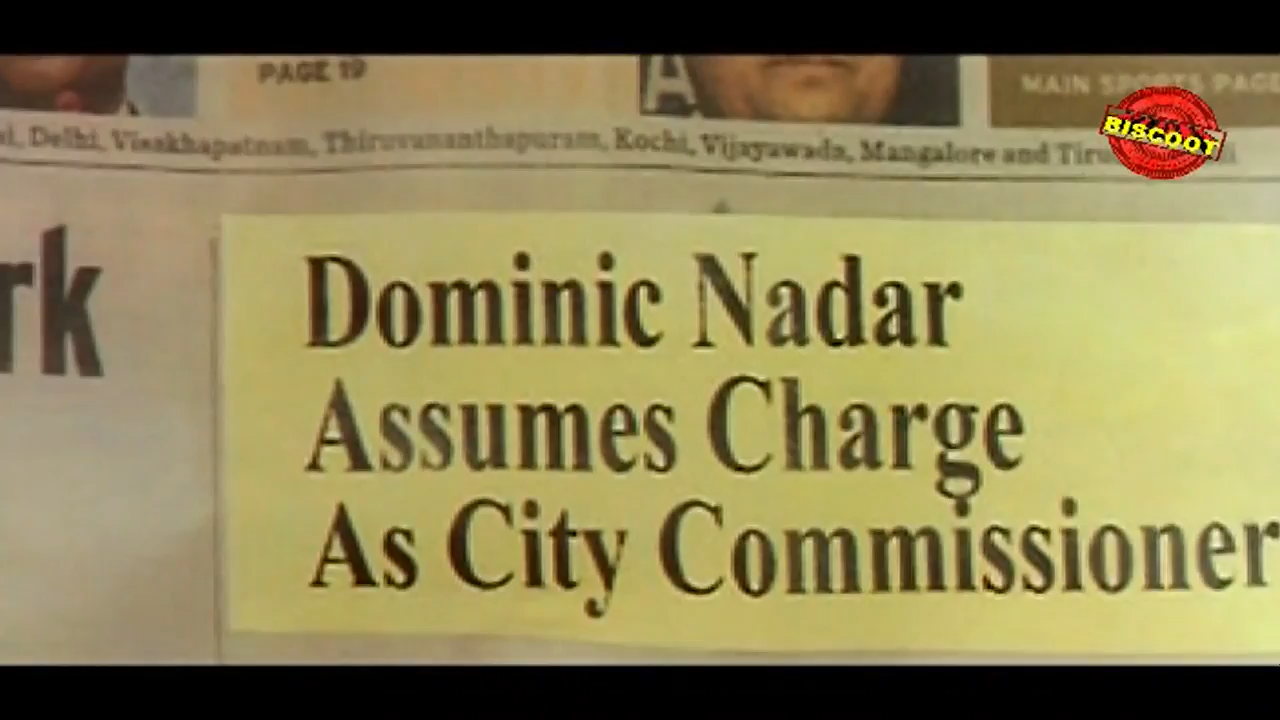 PAGE 19
MAIN SPORTS PAGE
Delhi, Visakhapatnam, Thiruvananthapuram, Kochi, Vijayawada, Mangalore and
BISCOOT
rk
Dominic Nadar
Assumes Charge
As City Commissioner